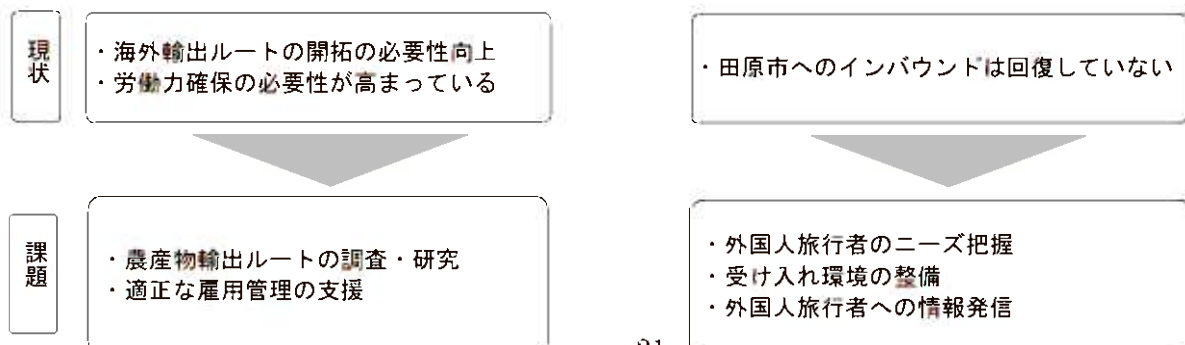 現状
・海外輸出ルートの開拓の必要性向上
・労働力確保の必要性が高まっている
・田原市へのインバウンドは回復していない
課題
・農産物輸出ルートの調査・研究
・適正な雇用管理の支援
・外国人旅行者のニーズ把握
・受け入れ環境の整備
・外国人旅行者への情報発信